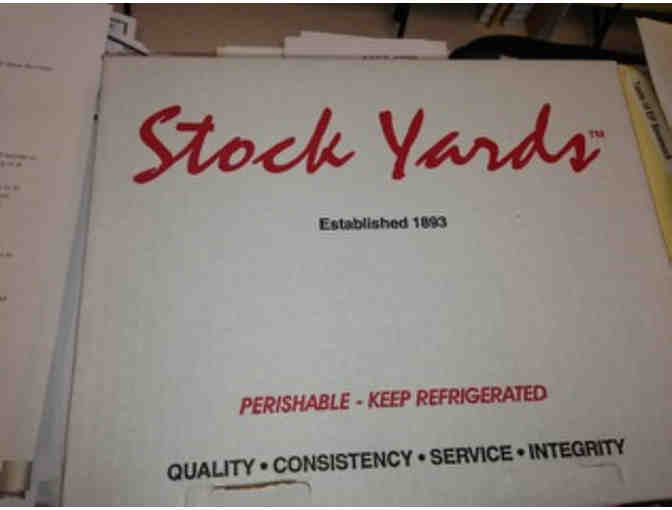 Stock Yards™
Established 1893
PERISHABLE - KEEP REFRIGERATED
QUALITY • CONSISTENCY • SERVICE • INTEGRITY